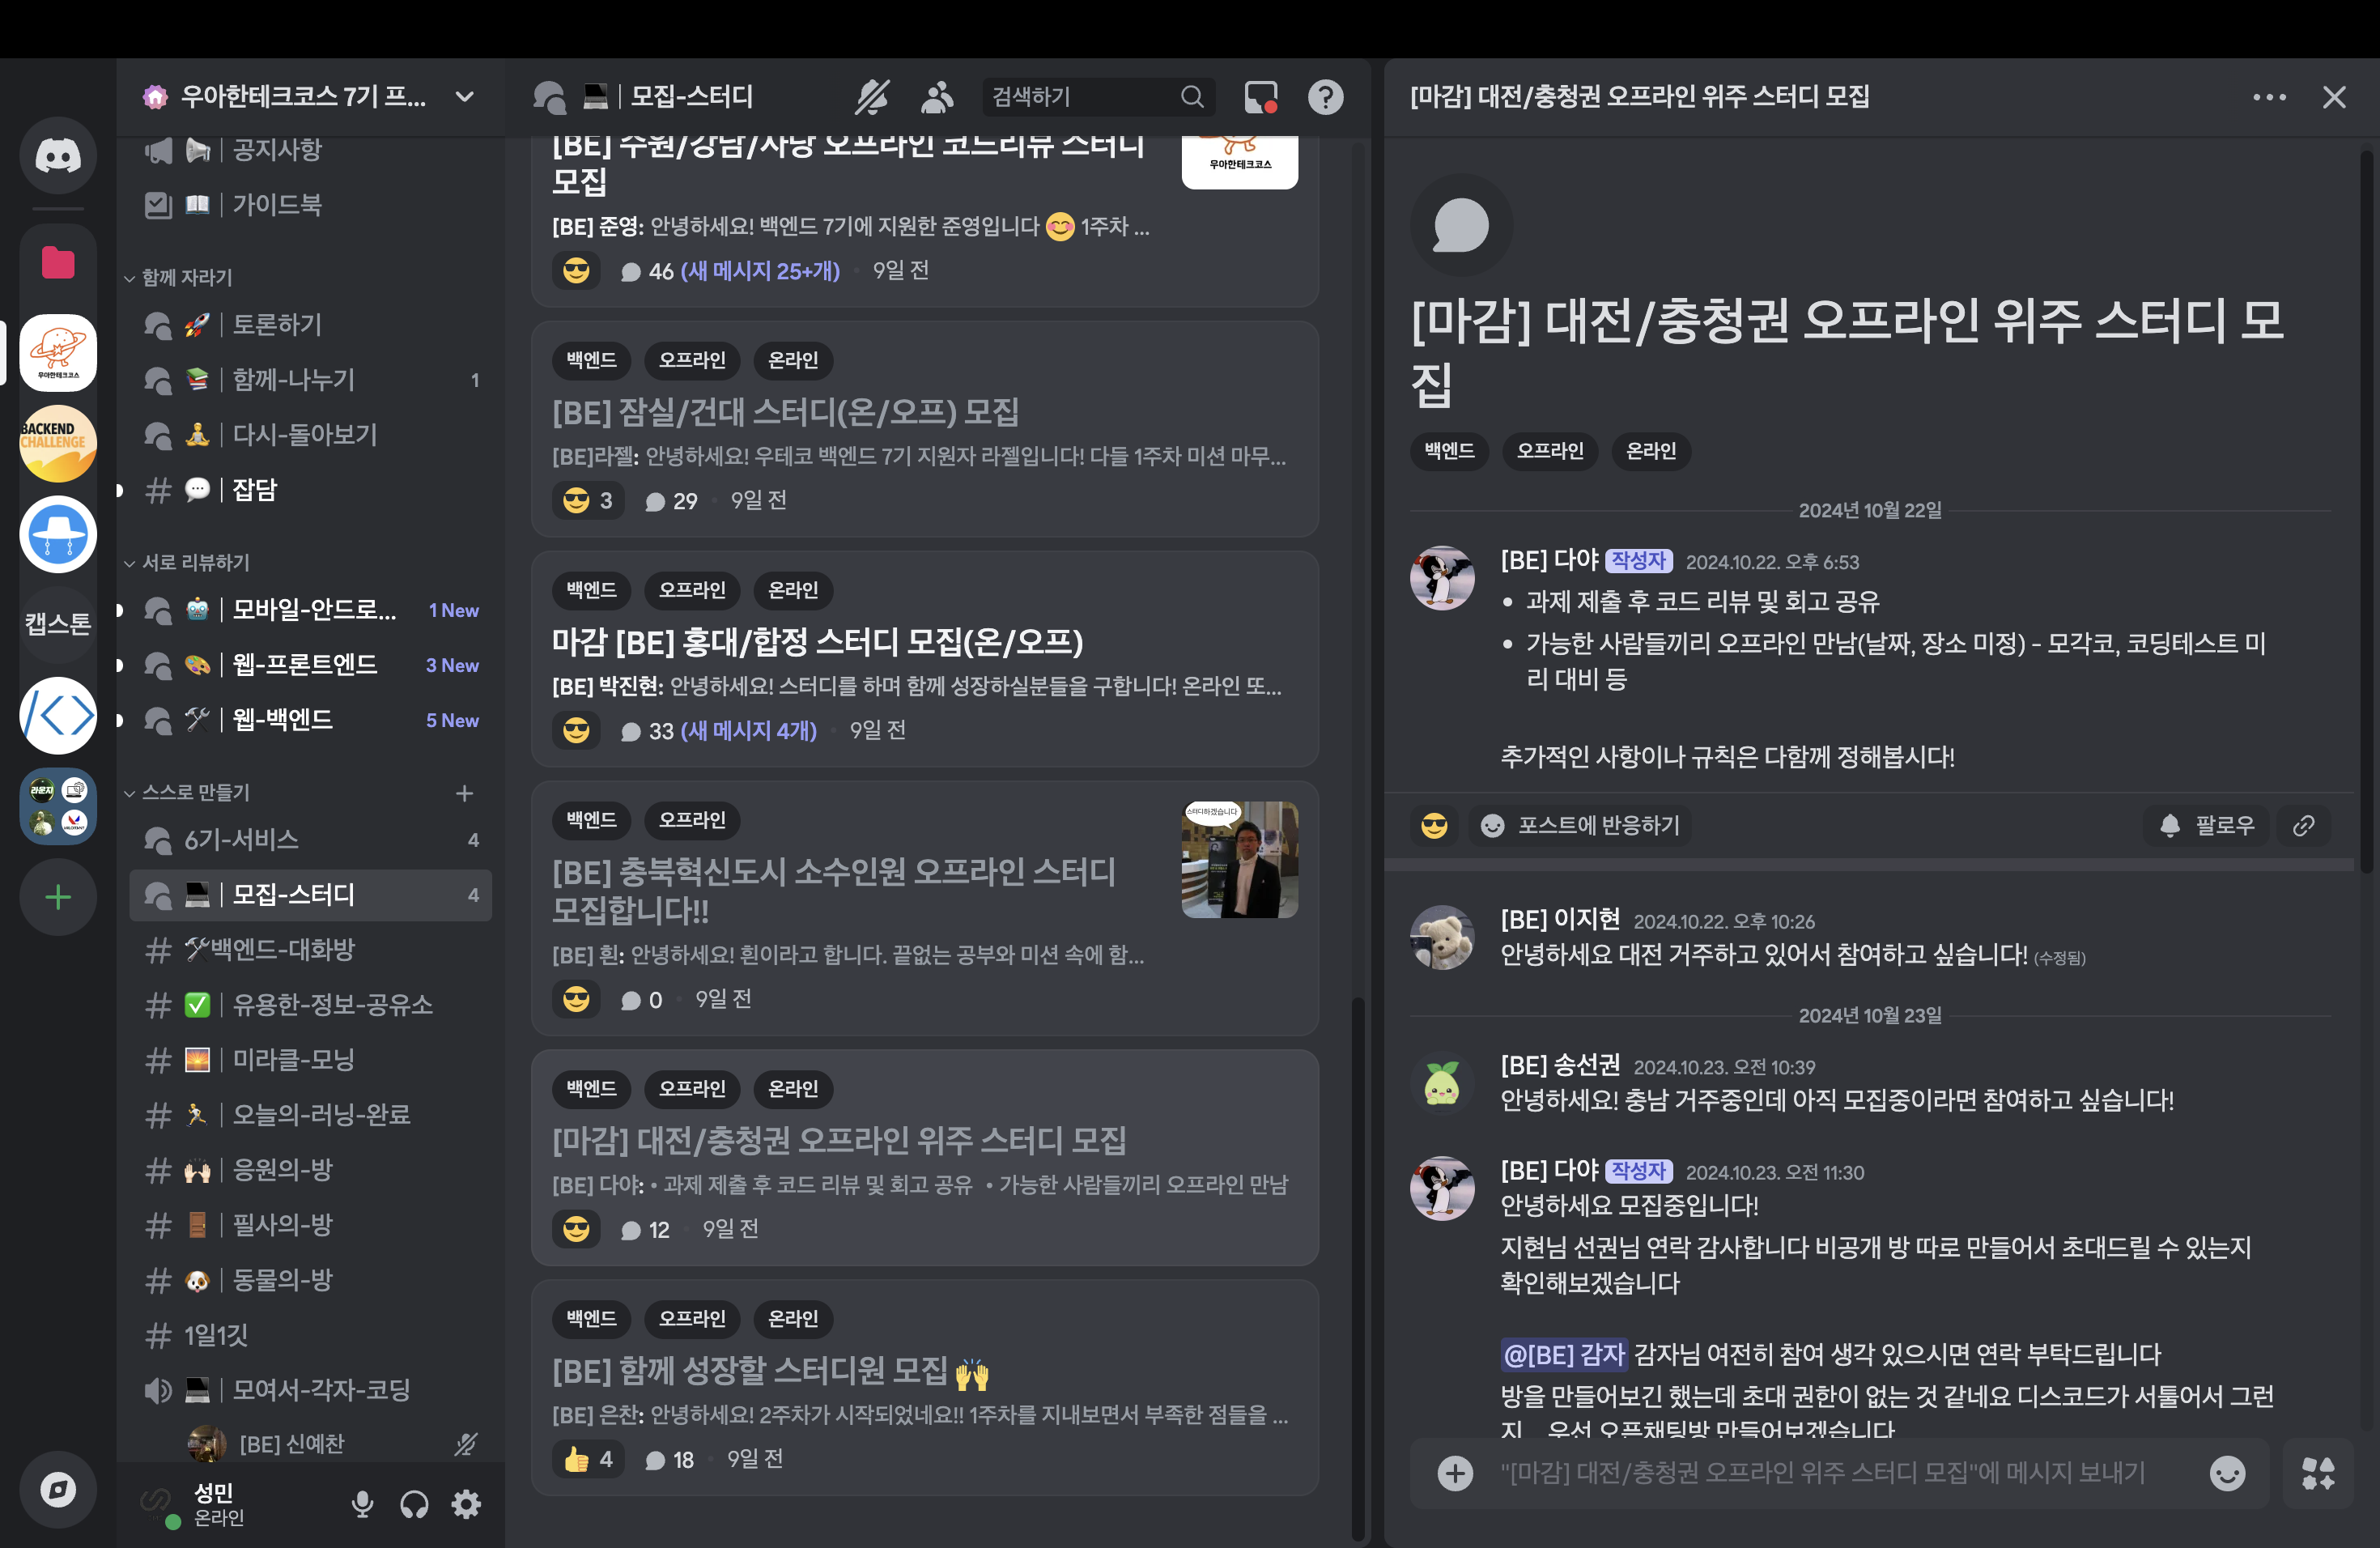 우아한테크코스 7기 프...
공지사항
가이드북
함께 자라기
토론하기
함께-나누기 1
다시-돌아보기
잡담
서로 리뷰하기
모바일-안드로... 1 New
웹-프론트엔드 3 New
웹-백엔드 5 New
스스로 만들기
6기-서비스 4
모집-스터디 4
백엔드-대화방
유용한-정보-공유소
미라클-모닝
오늘의-러닝-완료
응원의-방
필사의-방
동물의-방
1일1깃
모여서-각자-코딩
[BE] 신예찬
성민
온라인
우아한테크코스
BACKEND
CHALLENGE
캡스톤
모집-스터디
검색하기
[BE] 수원/강남/사당 오프라인 코드리뷰 스터디
모집
우아한테크코스
[BE] 준영: 안녕하세요! 백엔드 7기에 지원한 준영입니다 😊 1주차 ...
46 (새 메시지 25+개) • 9일 전
백엔드 오프라인 온라인
[BE] 잠실/건대 스터디(온/오프) 모집
[BE]라젤: 안녕하세요! 우테코 백엔드 7기 지원자 라젤입니다! 다들 1주차 미션 마무...
😎 3 29 • 9일 전
백엔드 오프라인 온라인
마감 [BE] 홍대/합정 스터디 모집(온/오프)
[BE] 박진현: 안녕하세요! 스터디를 하며 함께 성장하실분들을 구합니다! 온라인 또...
33 (새 메시지 4개) • 9일 전
백엔드 오프라인
스터디하겠습니다
[BE] 충북혁신도시 소수인원 오프라인 스터디
모집합니다!!
[BE] 흰: 안녕하세요! 흰이라고 합니다. 끝없는 공부와 미션 속에 함...
0 • 9일 전
백엔드 오프라인 온라인
[마감] 대전/충청권 오프라인 위주 스터디 모집
[BE] 다야: • 과제 제출 후 코드 리뷰 및 회고 공유 • 가능한 사람들끼리 오프라인 만남
12 • 9일 전
백엔드 오프라인 온라인
[BE] 함께 성장할 스터디원 모집 🙌
[BE] 은찬: 안녕하세요! 2주차가 시작되었네요!! 1주차를 지내보면서 부족한 점들을 ...
👍 4 18 • 9일 전
[마감] 대전/충청권 오프라인 위주 스터디 모집
[마감] 대전/충청권 오프라인 위주 스터디 모
집
백엔드 오프라인 온라인
2024년 10월 22일
[BE] 다야 작성자 2024.10.22. 오후 6:53
• 과제 제출 후 코드 리뷰 및 회고 공유
• 가능한 사람들끼리 오프라인 만남(날짜, 장소 미정) - 모각코, 코딩테스트 미
리 대비 등
추가적인 사항이나 규칙은 다함께 정해봅시다!
포스트에 반응하기 팔로우
[BE] 이지현 2024.10.22. 오후 10:26
안녕하세요 대전 거주하고 있어서 참여하고 싶습니다! (수정됨)
2024년 10월 23일
[BE] 송선권 2024.10.23. 오전 10:39
안녕하세요! 충남 거주중인데 아직 모집중이라면 참여하고 싶습니다!
[BE] 다야 작성자 2024.10.23. 오전 11:30
안녕하세요 모집중입니다!
지현님 선권님 연락 감사합니다 비공개 방 따로 만들어서 초대드릴 수 있는지
확인해보겠습니다
@[BE] 감자 감자님 여전히 참여 생각 있으시면 연락 부탁드립니다
방을 만들어보긴 했는데 초대 권한이 없는 것 같네요 디스코드가 서툴어서 그런
지... 우선 오픈채팅방 만들어보겠습니다
"[마감] 대전/충청권 오프라인 위주 스터디 모집"에 메시지 보내기